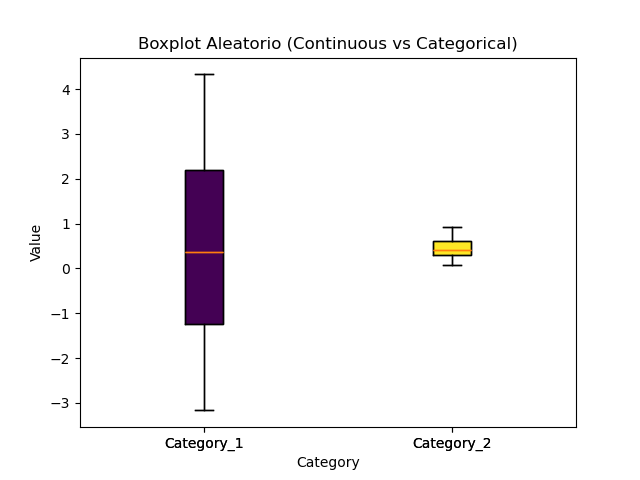 Boxplot Aleatorio (Continuous vs Categorical)
Value
4
3
2
1
0
−1
−2
−3
Category_1
Category_2
Category